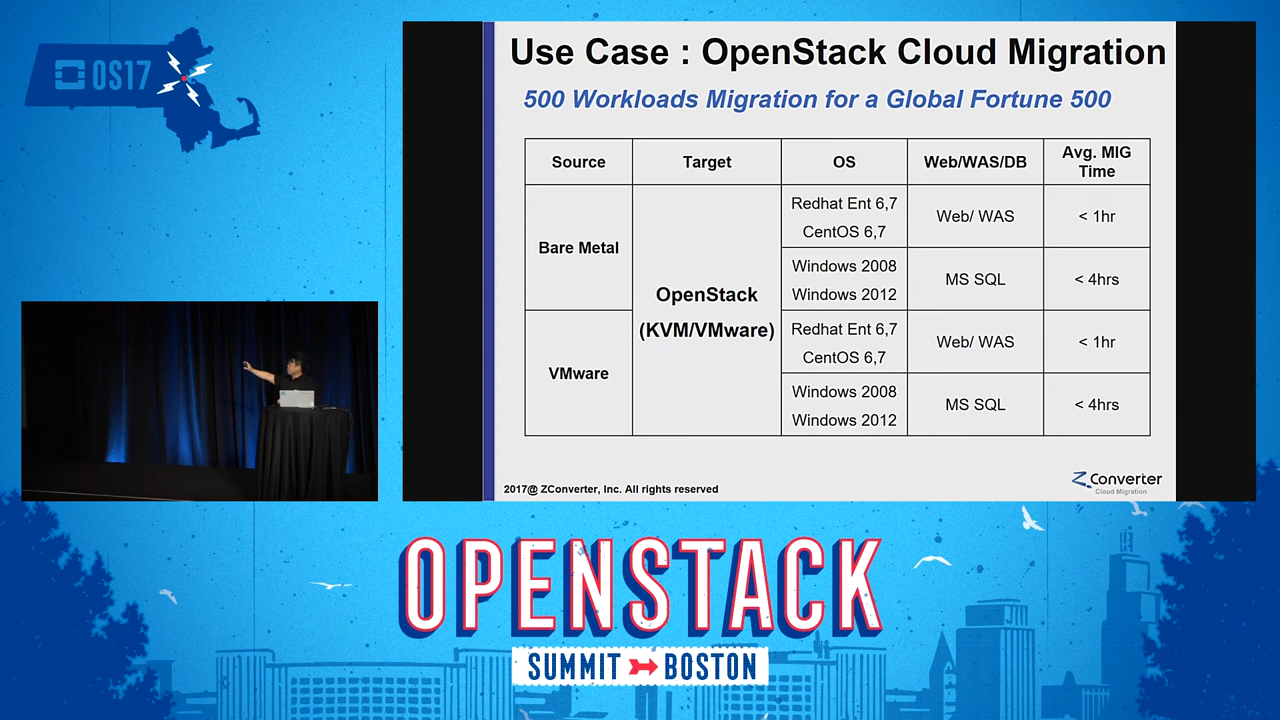 OS17
Use Case : OpenStack Cloud Migration
500 Workloads Migration for a Global Fortune 500
Source Target OS Web/WAS/DB Avg. MIG Time
Bare Metal
OpenStack
(KVM/VMware)
Redhat Ent 6,7
CentOS 6,7
Web/ WAS
< 1hr
Windows 2008
Windows 2012
MS SQL
< 4hrs
VMware
Redhat Ent 6,7
CentOS 6,7
Web/ WAS
< 1hr
Windows 2008
Windows 2012
MS SQL
< 4hrs
2017@ ZConverter, Inc. All rights reserved
ZConverter
Cloud Migration
OPENSTACK
SUMMIT BOSTON